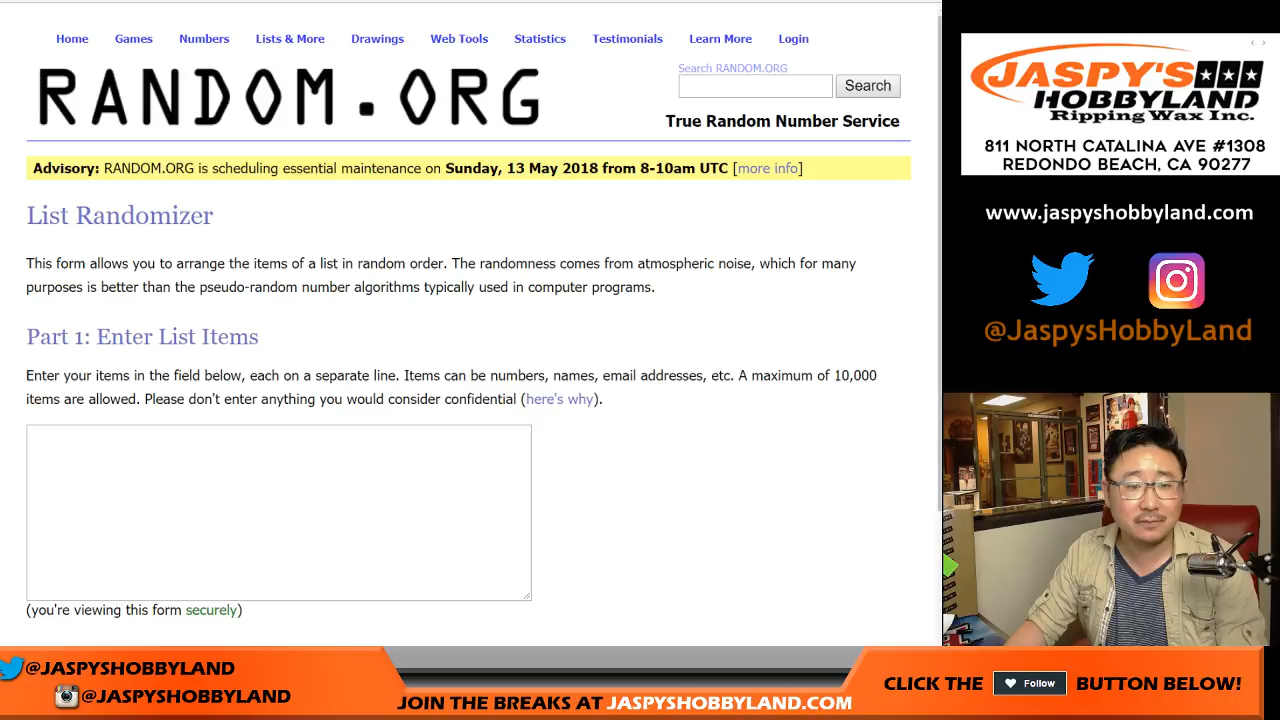 Home Games Numbers Lists & More Drawings Web Tools Statistics Testimonials Learn More Login
RANDOM.ORG
Search RANDOM.ORG
Search
True Random Number Service
Advisory: RANDOM.ORG is scheduling essential maintenance on Sunday, 13 May 2018 from 8-10am UTC [more info]
List Randomizer
This form allows you to arrange the items of a list in random order. The randomness comes from atmospheric noise, which for many
purposes is better than the pseudo-random number algorithms typically used in computer programs.
Part 1: Enter List Items
Enter your items in the field below, each on a separate line. Items can be numbers, names, email addresses, etc. A maximum of 10,000
items are allowed. Please don't enter anything you would consider confidential (here's why).
(you're viewing this form securely)
JASPY'S
HOBBYLAND
Ripping Wax Inc.
811 NORTH CATALINA AVE #1308
REDONDO BEACH, CA 90277
www.jaspyshobbyland.com
@JaspysHobbyLand
@JASPYSHOBBYLAND
@JASPYSHOBBYLAND
JOIN THE BREAKS AT JASPYSHOBBYLAND.COM
CLICK THE Follow BUTTON BELOW!